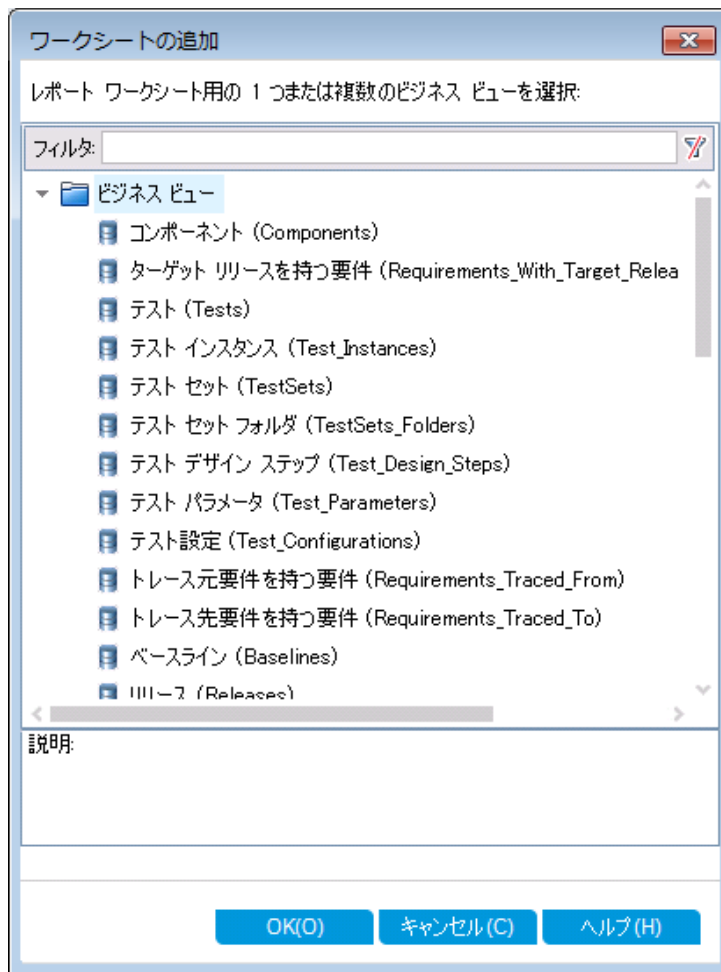 ワークシートの追加
レポート ワークシート用の 1 つまたは複数のビジネス ビューを選択:
フィルタ:
ビジネス ビュー
コンポーネント (Components)
ターゲット リリースを持つ要件 (Requirements_With_Target_Relea
テスト (Tests)
テスト インスタンス (Test_Instances)
テスト セット (TestSets)
テスト セット フォルダ (TestSets_Folders)
テスト デザイン ステップ (Test_Design_Steps)
テスト パラメータ (Test_Parameters)
テスト設定 (Test_Configurations)
トレース元要件を持つ要件 (Requirements_Traced_From)
トレース先要件を持つ要件 (Requirements_Traced_To)
ベースライン (Baselines)
リリース (Releases)
説明:
OK(O) キャンセル(C) ヘルプ(H)